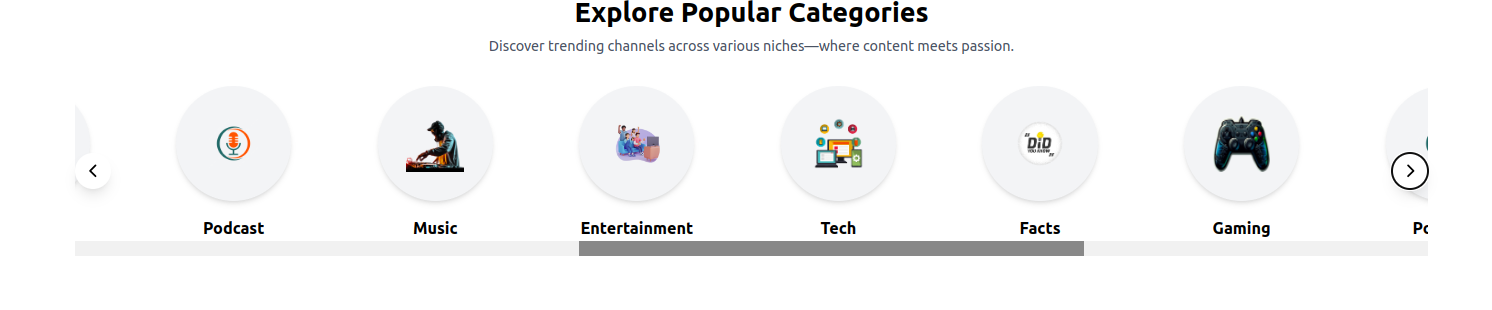 Explore Popular Categories
Discover trending channels across various niches—where content meets passion.
"DiD
YOU KNOW"
Podcast
Music
Entertainment
Tech
Facts
Gaming
Po